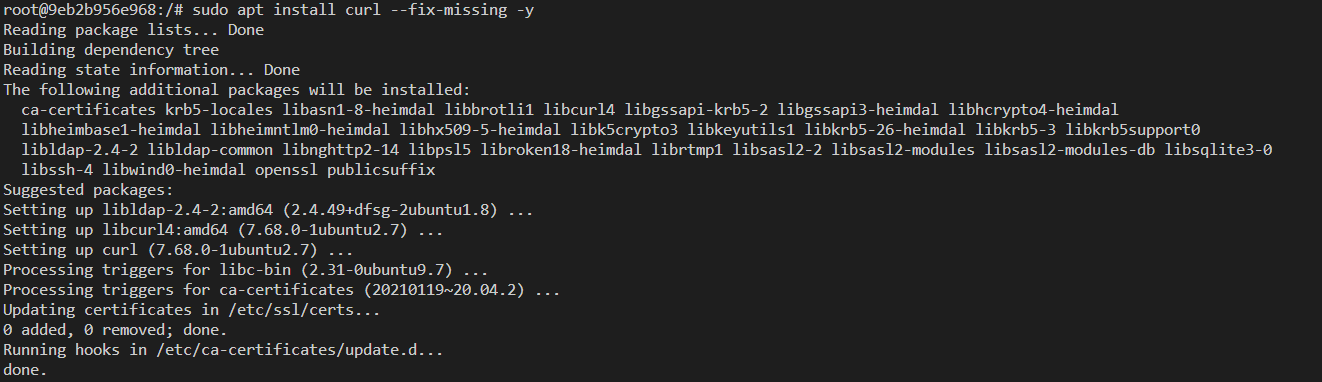 root@9eb2b956e968:/# sudo apt install curl --fix-missing -y
Reading package lists... Done
Building dependency tree
Reading state information... Done
The following additional packages will be installed:
  ca-certificates krb5-locales libasn1-8-heimdal libbrotli1 libcurl4 libgssapi-krb5-2 libgssapi3-heimdal libhcrypto4-heimdal
  libheimbase1-heimdal libheimntlm0-heimdal libhx509-5-heimdal libk5crypto3 libkeyutils1 libkrb5-26-heimdal libkrb5-3 libkrb5support0
  libldap-2.4-2 libldap-common libnghttp2-14 libpsl5 libroken18-heimdal librtmp1 libsasl2-2 libsasl2-modules libsasl2-modules-db libsqlite3-0
  libssh-4 libwind0-heimdal openssl publicsuffix
Suggested packages:
Setting up libldap-2.4-2:amd64 (2.4.49+dfsg-2ubuntu1.8) ...
Setting up libcurl4:amd64 (7.68.0-1ubuntu2.7) ...
Setting up curl (7.68.0-1ubuntu2.7) ...
Processing triggers for libc-bin (2.31-0ubuntu9.7) ...
Processing triggers for ca-certificates (20210119~20.04.2) ...
Updating certificates in /etc/ssl/certs...
0 added, 0 removed; done.
Running hooks in /etc/ca-certificates/update.d...
done.